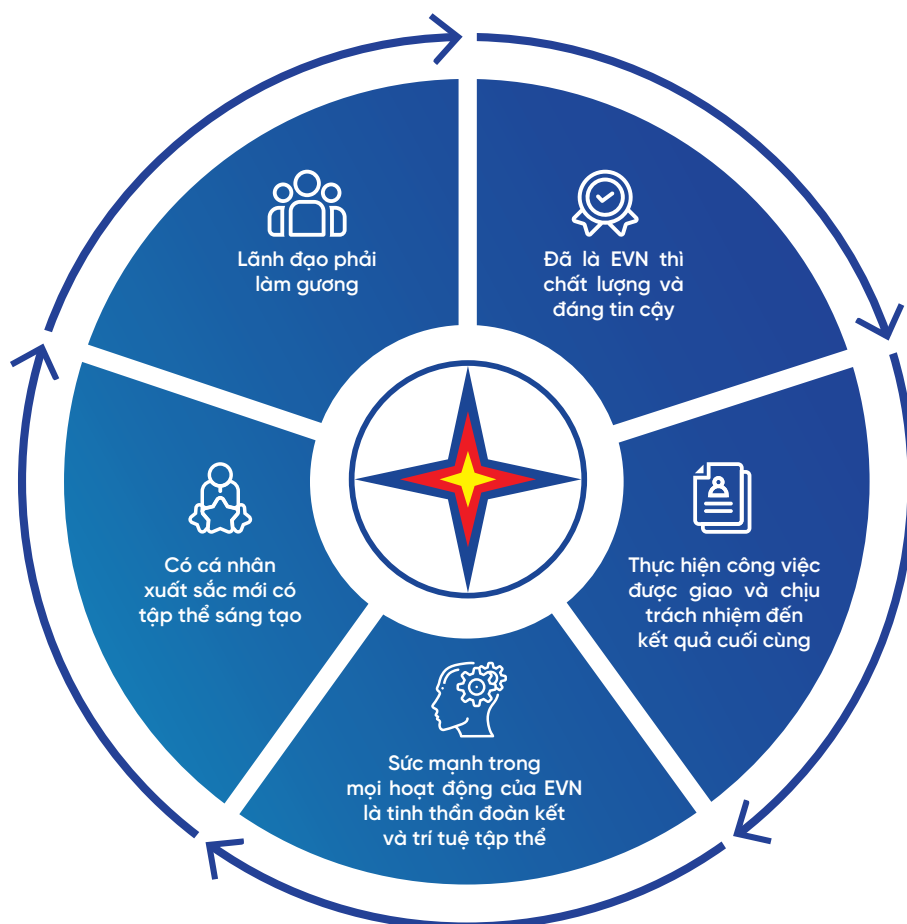 Lãnh đạo phải
làm gương
Đã là EVN thì
chất lượng và
đáng tin cậy
Thực hiện công việc
được giao và chịu
trách nhiệm đến
kết quả cuối cùng
Sức mạnh trong
mọi hoạt động của EVN
là tinh thần đoàn kết
và trí tuệ tập thể
Có cá nhân
xuất sắc mới có
tập thể sáng tạo